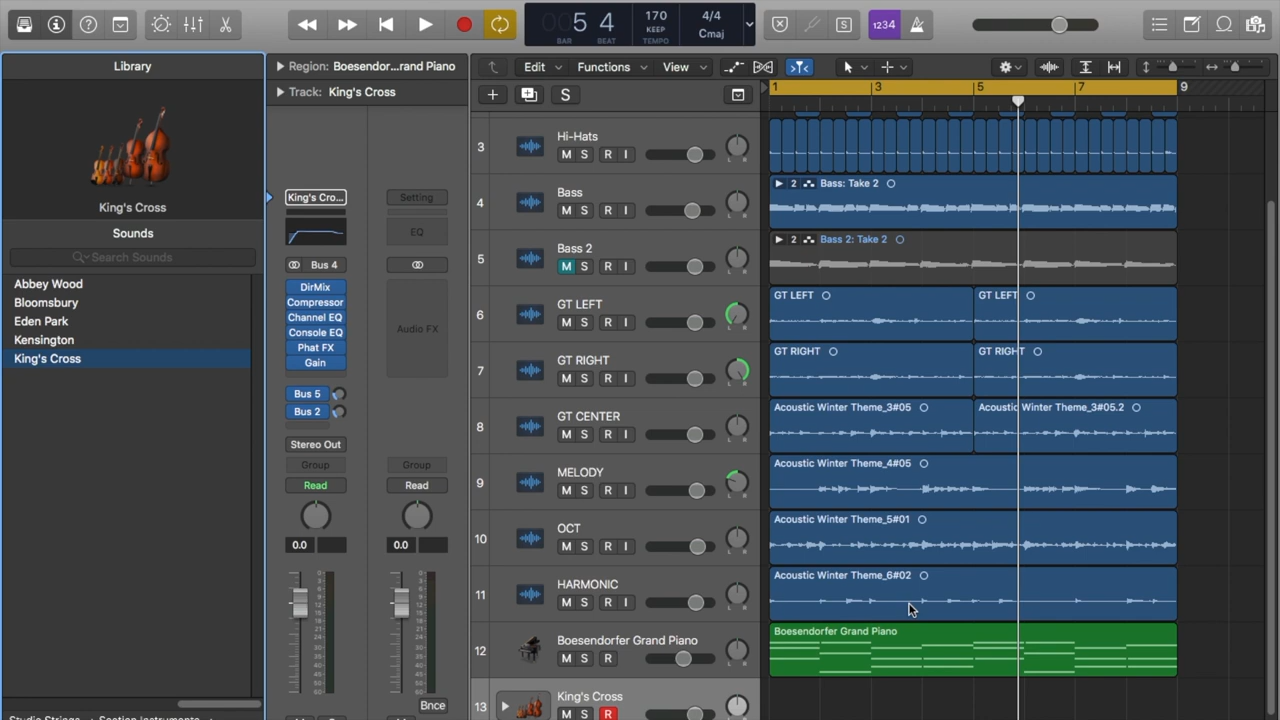 5 4
BAR BEAT
170
KEEP
TEMPO
4/4
Cmaj
1234
S
Library
King's Cross
Sounds
Search Sounds
Abbey Wood
Bloomsbury
Eden Park
Kensington
King's Cross
Region: Boesendor...rand Piano
Track: King's Cross
King's Cro...
Setting
EQ
Bus 4
DirMix
Compressor
Channel EQ
Console EQ
Phat FX
Gain
Audio FX
Bus 5
Bus 2
Stereo Out
Group
Group
Read
Read
0.0
0.0
Bnce
Edit
Functions
View
S
1 3 5 7 9
3
Hi-Hats
M S R I
L R
4
Bass
M S R I
L R
2 Bass: Take 2
5
Bass 2
M S R I
L R
2 Bass 2: Take 2
6
GT LEFT
M S R I
L R
GT LEFT
GT LEFT
7
GT RIGHT
M S R I
L R
GT RIGHT
GT RIGHT
8
GT CENTER
M S R I
L R
Acoustic Winter Theme_3#05
Acoustic Winter Theme_3#05.2
9
MELODY
M S R I
L R
Acoustic Winter Theme_4#05
10
OCT
M S R I
L R
Acoustic Winter Theme_5#01
11
HARMONIC
M S R I
L R
Acoustic Winter Theme_6#02
12
Boesendorfer Grand Piano
M S R
L R
Boesendorfer Grand Piano
13
King's Cross
M S R